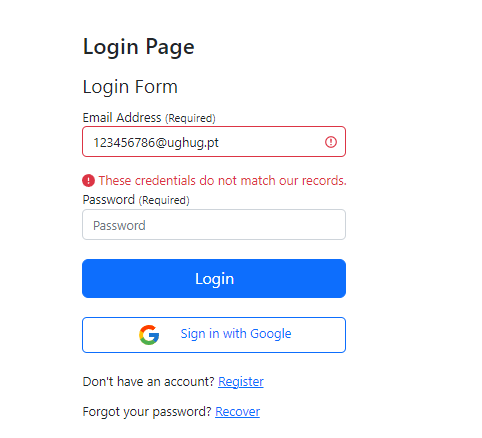 Login Page
Login Form
Email Address (Required)
123456786@ughug.pt
These credentials do not match our records.
Password (Required)
Password
Login
Sign in with Google
Don't have an account? Register
Forgot your password? Recover